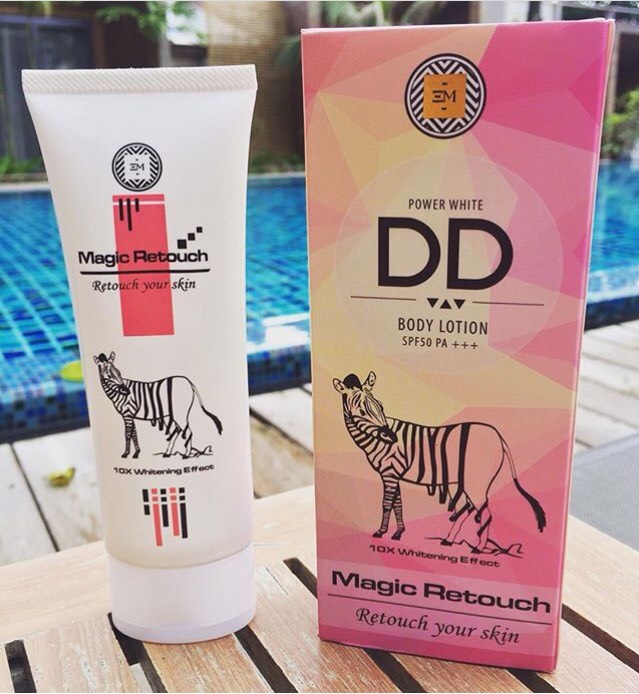 EM
Magic Retouch
Retouch your skin
10X Whitening Effect
EM
POWER WHITE
DD
BODY LOTION
SPF50 PA +++
10X Whitening Effect
Magic Retouch
Retouch your skin